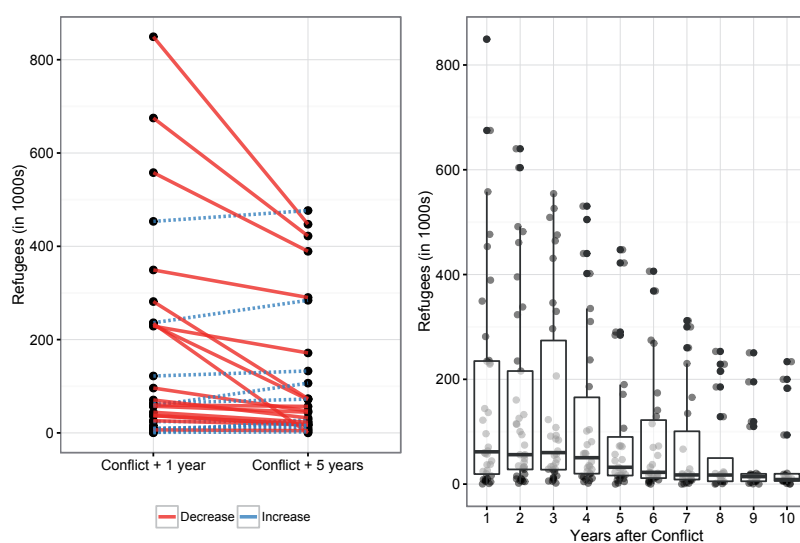 Refugees (in 1000s)
800
600
400
200
0
Conflict + 1 year
Conflict + 5 years
Decrease
Increase
Refugees (in 1000s)
800
600
400
200
0
1 2 3 4 5 6 7 8 9 10
Years after Conflict